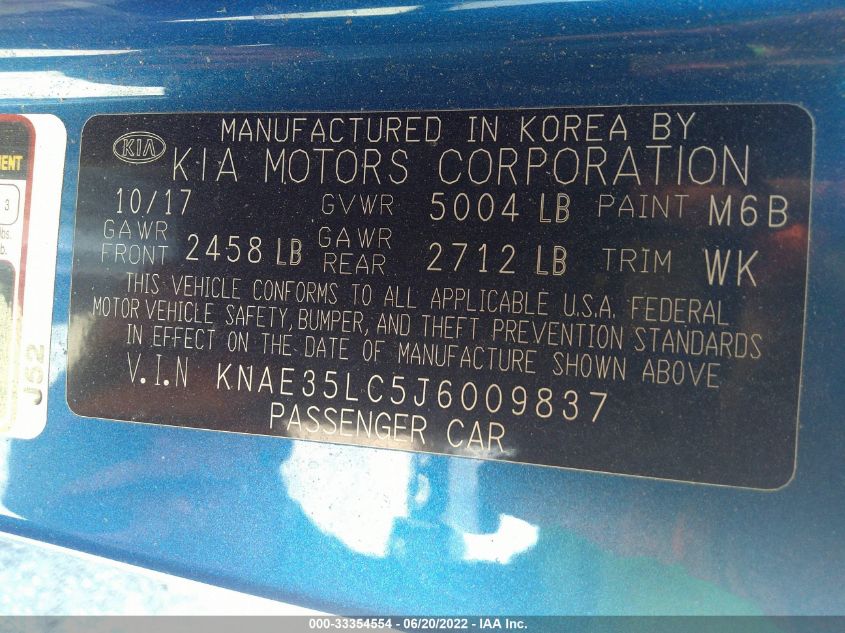 MANUFACTURED IN KOREA BY
KIA KIA MOTORS CORPORATION
10/17 GVWR 5004 LB PAINT M6B
GAWR FRONT 2458 LB GAWR REAR 2712 LB TRIM WK
THIS VEHICLE CONFORMS TO ALL APPLICABLE U.S.A. FEDERAL
MOTOR VEHICLE SAFETY, BUMPER, AND THEFT PREVENTION STANDARDS
IN EFFECT ON THE DATE OF MANUFACTURE SHOWN ABOVE
V.I.N KNAE35LC5J6009837
PASSENGER CAR
3
lbs.
b.
J52
000-33354554 - 06/20/2022 - IAA Inc.